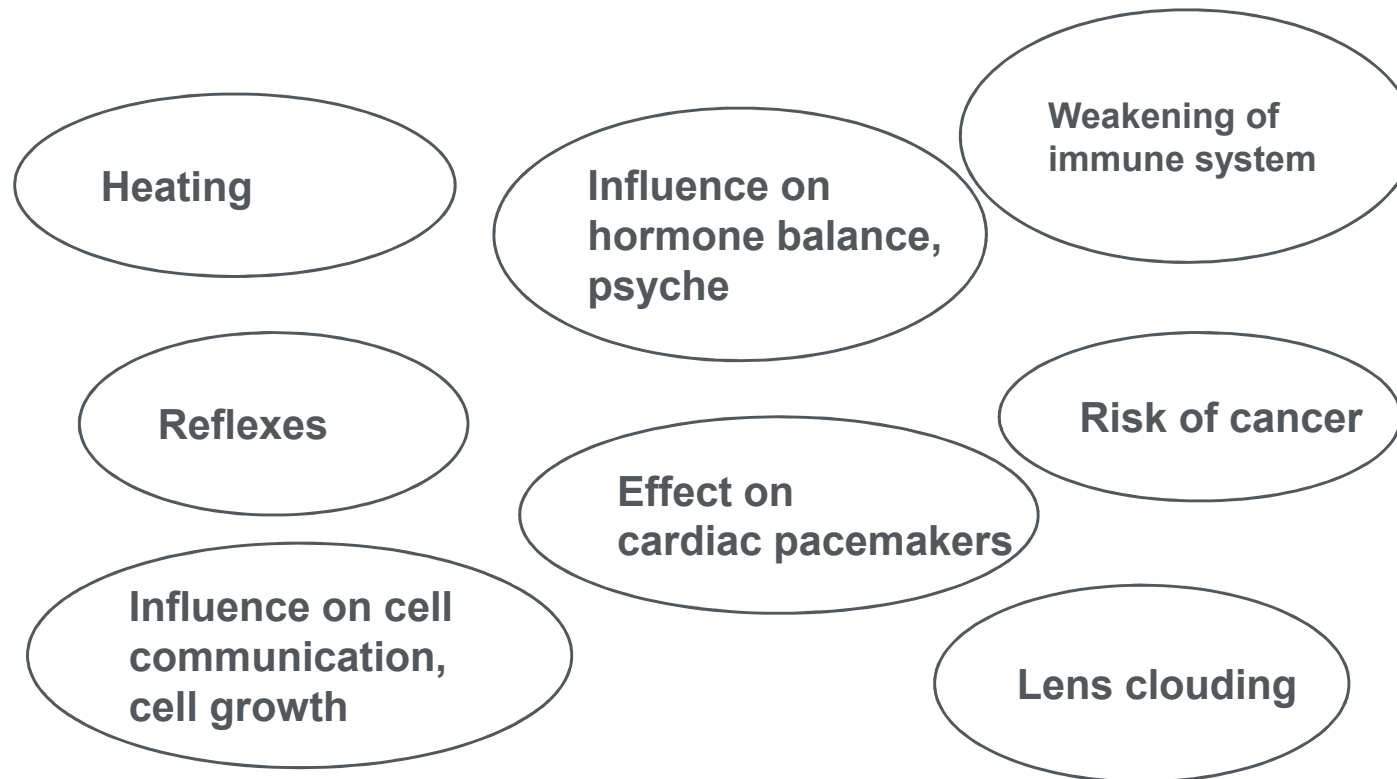 Heating
Influence on
hormone balance,
psyche
Weakening of
immune system
Reflexes
Effect on
cardiac pacemakers
Risk of cancer
Influence on cell
communication,
cell growth
Lens clouding